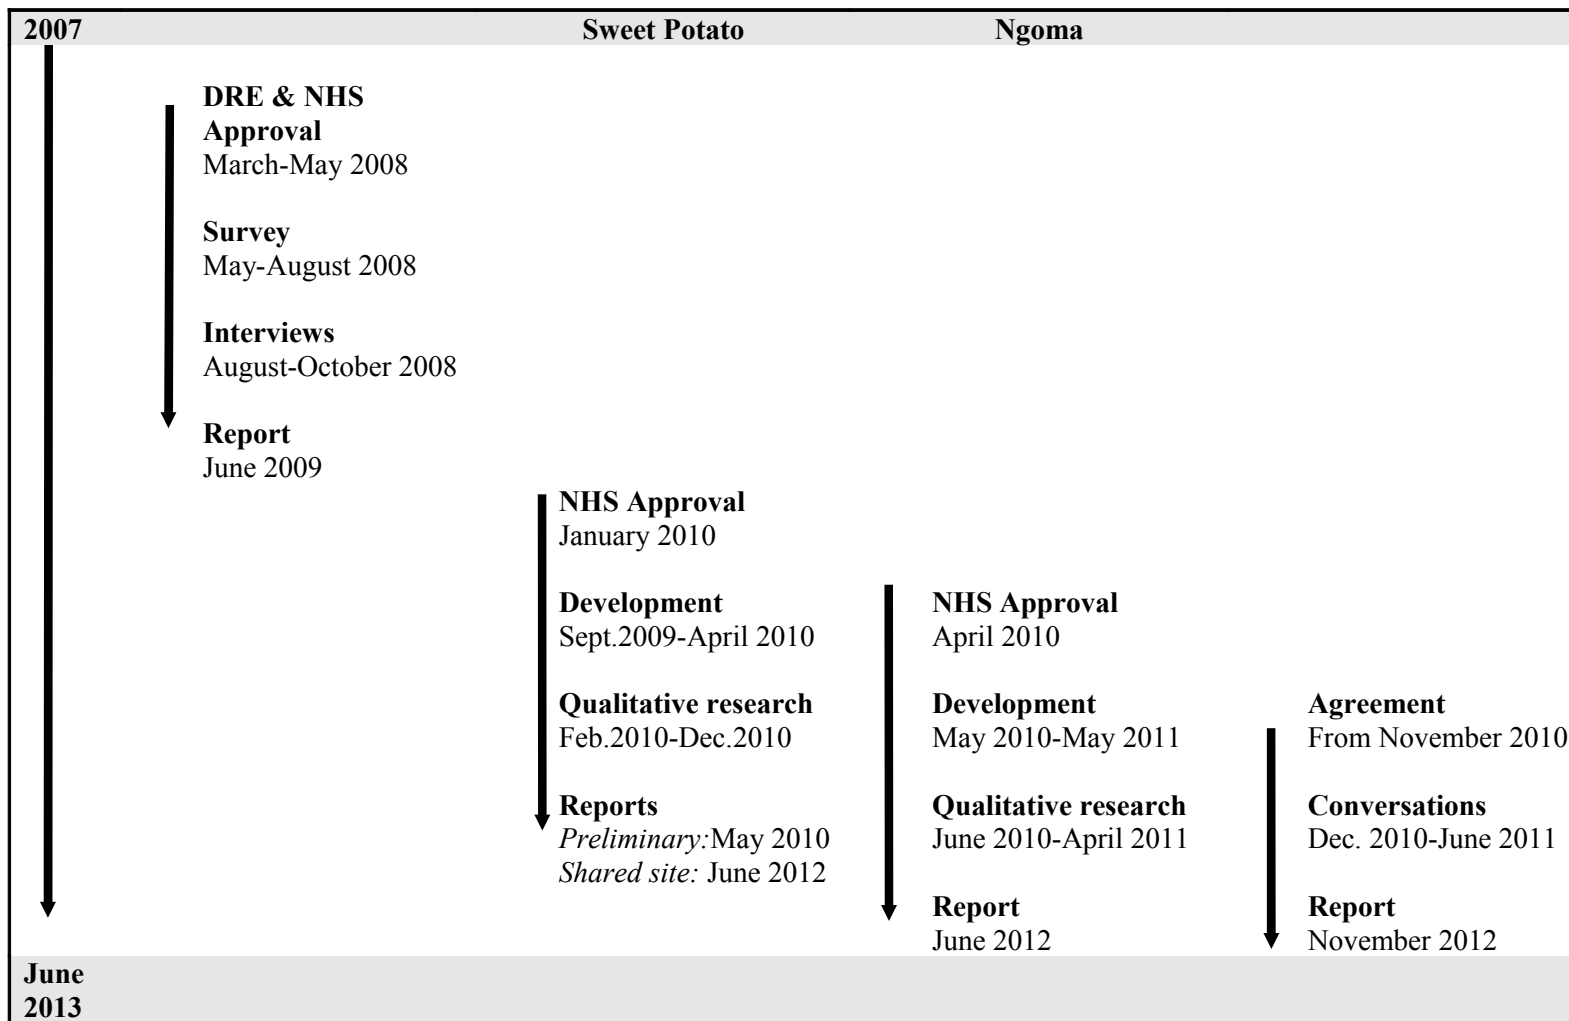 2007 Sweet Potato Ngoma
DRE & NHS
Approval
March-May 2008
Survey
May-August 2008
Interviews
August-October 2008
Report
June 2009
NHS Approval
January 2010
Development
Sept.2009-April 2010
Qualitative research
Feb.2010-Dec.2010
Reports
Preliminary:May 2010
Shared site: June 2012
NHS Approval
April 2010
Development
May 2010-May 2011
Qualitative research
June 2010-April 2011
Report
June 2012
Agreement
From November 2010
Conversations
Dec. 2010-June 2011
Report
November 2012
June
2013